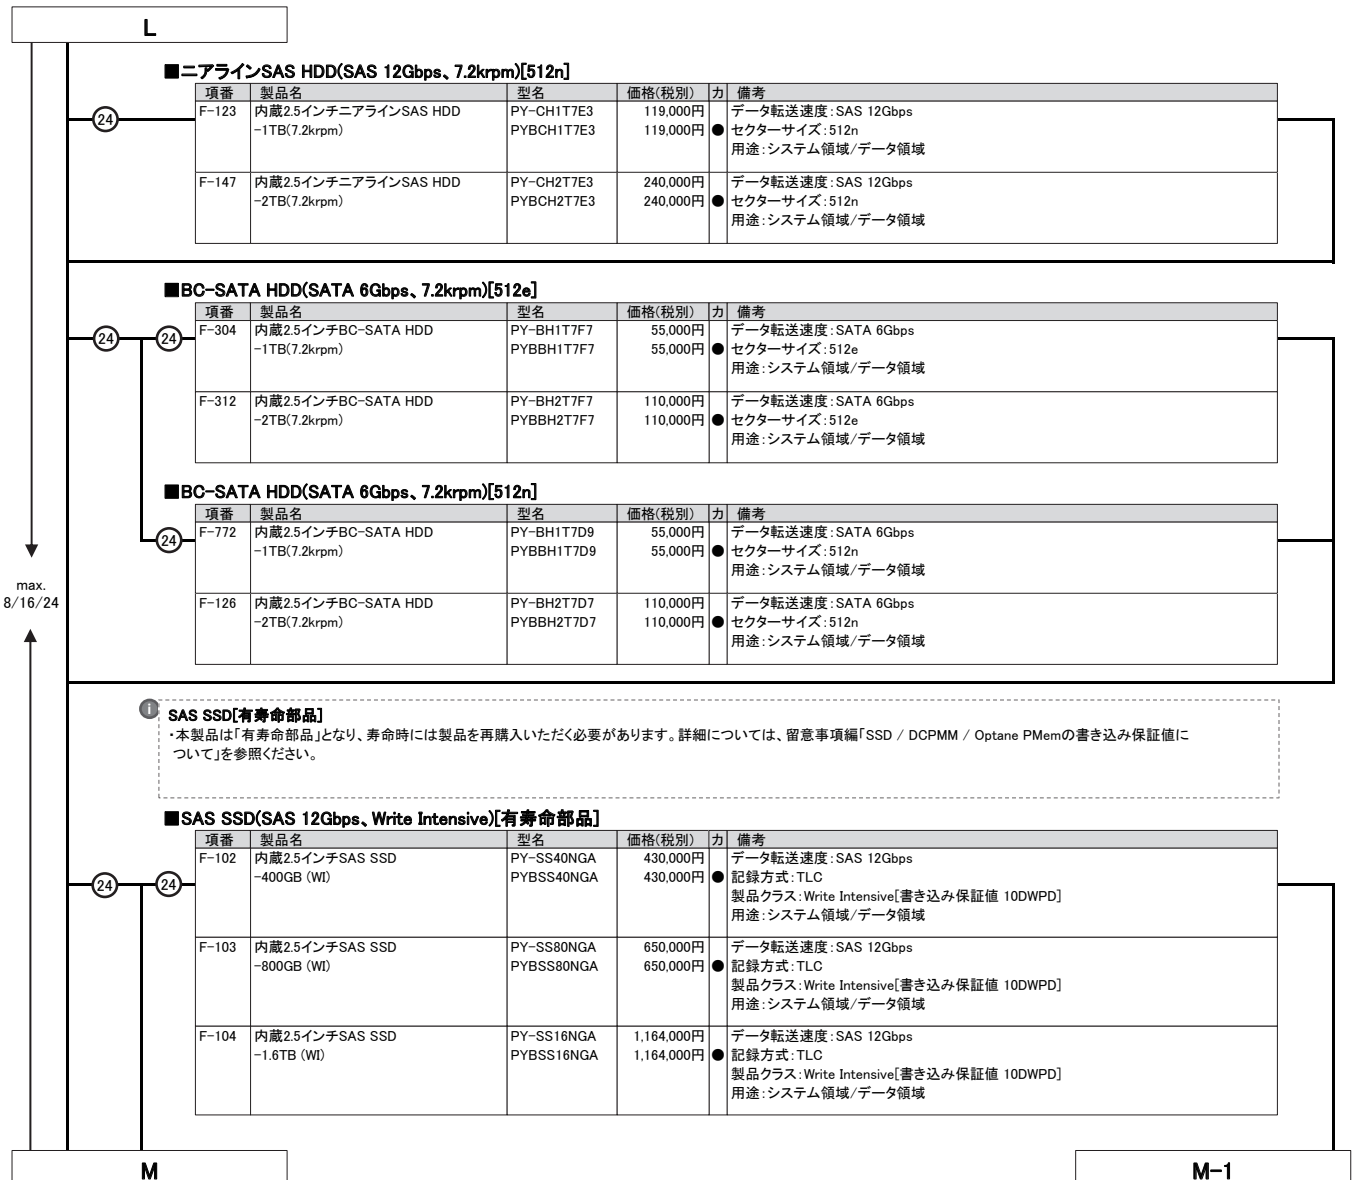 L
■ニアラインSAS HDD(SAS 12Gbps、7.2krpm)[512n]
項番 製品名 型名 価格(税別) カ 備考
24 F-123 内蔵2.5インチニアラインSAS HDD PY-CH1T7E3 119,000円 データ転送速度:SAS 12Gbps
-1TB(7.2krpm) PYBCH1T7E3 119,000円 ● セクターサイズ:512n
用途:システム領域/データ領域
F-147 内蔵2.5インチニアラインSAS HDD PY-CH2T7E3 240,000円 データ転送速度:SAS 12Gbps
-2TB(7.2krpm) PYBCH2T7E3 240,000円 ● セクターサイズ:512n
用途:システム領域/データ領域
■BC-SATA HDD(SATA 6Gbps、7.2krpm)[512e]
項番 製品名 型名 価格(税別) カ 備考
24 24 F-304 内蔵2.5インチBC-SATA HDD PY-BH1T7F7 55,000円 データ転送速度:SATA 6Gbps
-1TB(7.2krpm) PYBBH1T7F7 55,000円 ● セクターサイズ:512e
用途:システム領域/データ領域
F-312 内蔵2.5インチBC-SATA HDD PY-BH2T7F7 110,000円 データ転送速度:SATA 6Gbps
-2TB(7.2krpm) PYBBH2T7F7 110,000円 ● セクターサイズ:512e
用途:システム領域/データ領域
■BC-SATA HDD(SATA 6Gbps、7.2krpm)[512n]
項番 製品名 型名 価格(税別) カ 備考
24 F-772 内蔵2.5インチBC-SATA HDD PY-BH1T7D9 55,000円 データ転送速度:SATA 6Gbps
-1TB(7.2krpm) PYBBH1T7D9 55,000円 ● セクターサイズ:512n
用途:システム領域/データ領域
max.
8/16/24
F-126 内蔵2.5インチBC-SATA HDD PY-BH2T7D7 110,000円 データ転送速度:SATA 6Gbps
-2TB(7.2krpm) PYBBH2T7D7 110,000円 ● セクターサイズ:512n
用途:システム領域/データ領域
i SAS SSD[有寿命部品]
・本製品は「有寿命部品」となり、寿命時には製品を再購入いただく必要があります。詳細については、留意事項編「SSD / DCPMM / Optane PMemの書き込み保証値に
ついて」を参照ください。
■SAS SSD(SAS 12Gbps、Write Intensive)[有寿命部品]
項番 製品名 型名 価格(税別) カ 備考
24 24 F-102 内蔵2.5インチSAS SSD PY-SS40NGA 430,000円 データ転送速度:SAS 12Gbps
-400GB (WI) PYBSS40NGA 430,000円 ● 記録方式:TLC
製品クラス:Write Intensive[書き込み保証値 10DWPD]
用途:システム領域/データ領域
F-103 内蔵2.5インチSAS SSD PY-SS80NGA 650,000円 データ転送速度:SAS 12Gbps
-800GB (WI) PYBSS80NGA 650,000円 ● 記録方式:TLC
製品クラス:Write Intensive[書き込み保証値 10DWPD]
用途:システム領域/データ領域
F-104 内蔵2.5インチSAS SSD PY-SS16NGA 1,164,000円 データ転送速度:SAS 12Gbps
-1.6TB (WI) PYBSS16NGA 1,164,000円 ● 記録方式:TLC
製品クラス:Write Intensive[書き込み保証値 10DWPD]
用途:システム領域/データ領域
M M-1